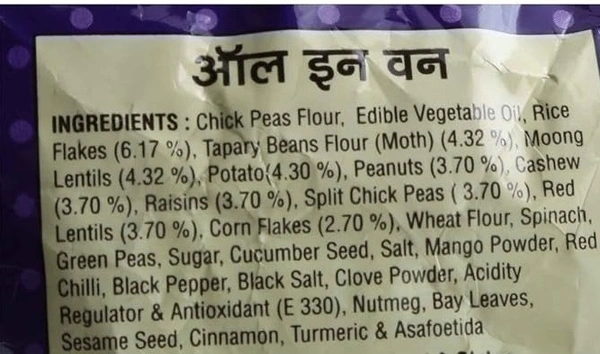 ऑल इन वन
INGREDIENTS : Chick Peas Flour, Edible Vegetable Oil, Rice
Flakes (6.17 %), Tapary Beans Flour (Moth) (4.32 %), Moong
Lentils (4.32 %), Potato(4.30 %), Peanuts (3.70 %), Cashew
(3.70 %), Raisins (3.70 %), Split Chick Peas ( 3.70 %), Red
Lentils (3.70 %), Corn Flakes (2.70 %), Wheat Flour, Spinach,
Green Peas, Sugar, Cucumber Seed, Salt, Mango Powder, Red
Chilli, Black Pepper, Black Salt, Clove Powder, Acidity
Regulator & Antioxidant (E 330), Nutmeg, Bay Leaves,
Sesame Seed, Cinnamon, Turmeric & Asafoetida